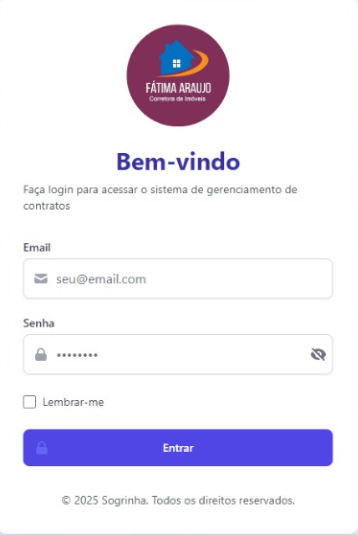 FÁTIMA ARAUJO
Corretora de Imóveis
Bem-vindo
Faça login para acessar o sistema de gerenciamento de
contratos
Email
seu@email.com
Senha
••••••••
Lembrar-me
Entrar
© 2025 Sogrinha. Todos os direitos reservados.